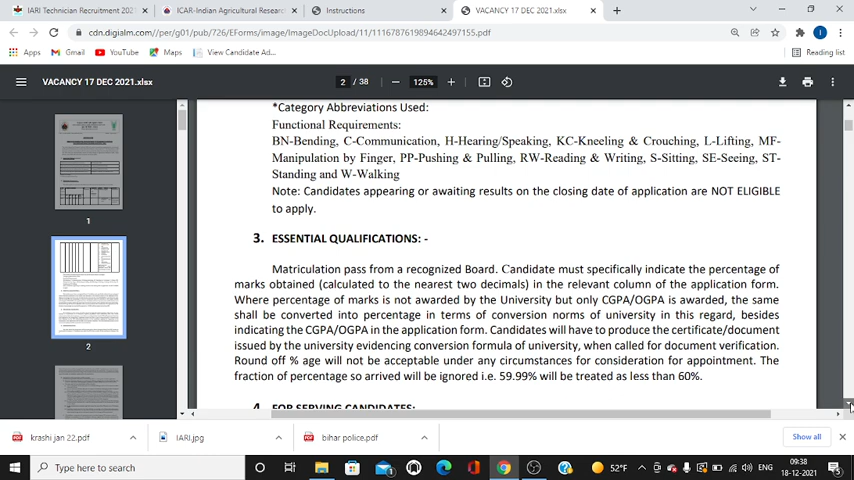 IARI Technician Recruitment 202
ICAR-Indian Agricultural Researc
Instructions
VACANCY 17 DEC 2021.xlsx
cdn.digialm.com//per/g01/pub/726/EForms/image/ImageDocUpload/11/1116787619894642497155.pdf
Apps
Gmail
YouTube
Maps
View Candidate Ad...
Reading list
VACANCY 17 DEC 2021.xlsx
2 / 38
125%
*Category Abbreviations Used:
Functional Requirements:
BN-Bending, C-Communication, H-Hearing/Speaking, KC-Kneeling & Crouching, L-Lifting, MF-
Manipulation by Finger, PP-Pushing & Pulling, RW-Reading & Writing, S-Sitting, SE-Seeing, ST-
Standing and W-Walking
Note: Candidates appearing or awaiting results on the closing date of application are NOT ELIGIBLE
to apply.
3. ESSENTIAL QUALIFICATIONS: -
Matriculation pass from a recognized Board. Candidate must specifically indicate the percentage of
marks obtained (calculated to the nearest two decimals) in the relevant column of the application form.
Where percentage of marks is not awarded by the University but only CGPA/OGPA is awarded, the same
shall be converted into percentage in terms of conversion norms of university in this regard, besides
indicating the CGPA/OGPA in the application form. Candidates will have to produce the certificate/document
issued by the university evidencing conversion formula of university, when called for document verification.
Round off % age will not be acceptable under any circumstances for consideration for appointment. The
fraction of percentage so arrived will be ignored i.e. 59.99% will be treated as less than 60%.
4. FOR SERVING CANDIDATES:
1
2
krashi jan 22.pdf
IARI.jpg
bihar police.pdf
Show all
Type here to search
52°F
ENG
09:38
18-12-2021